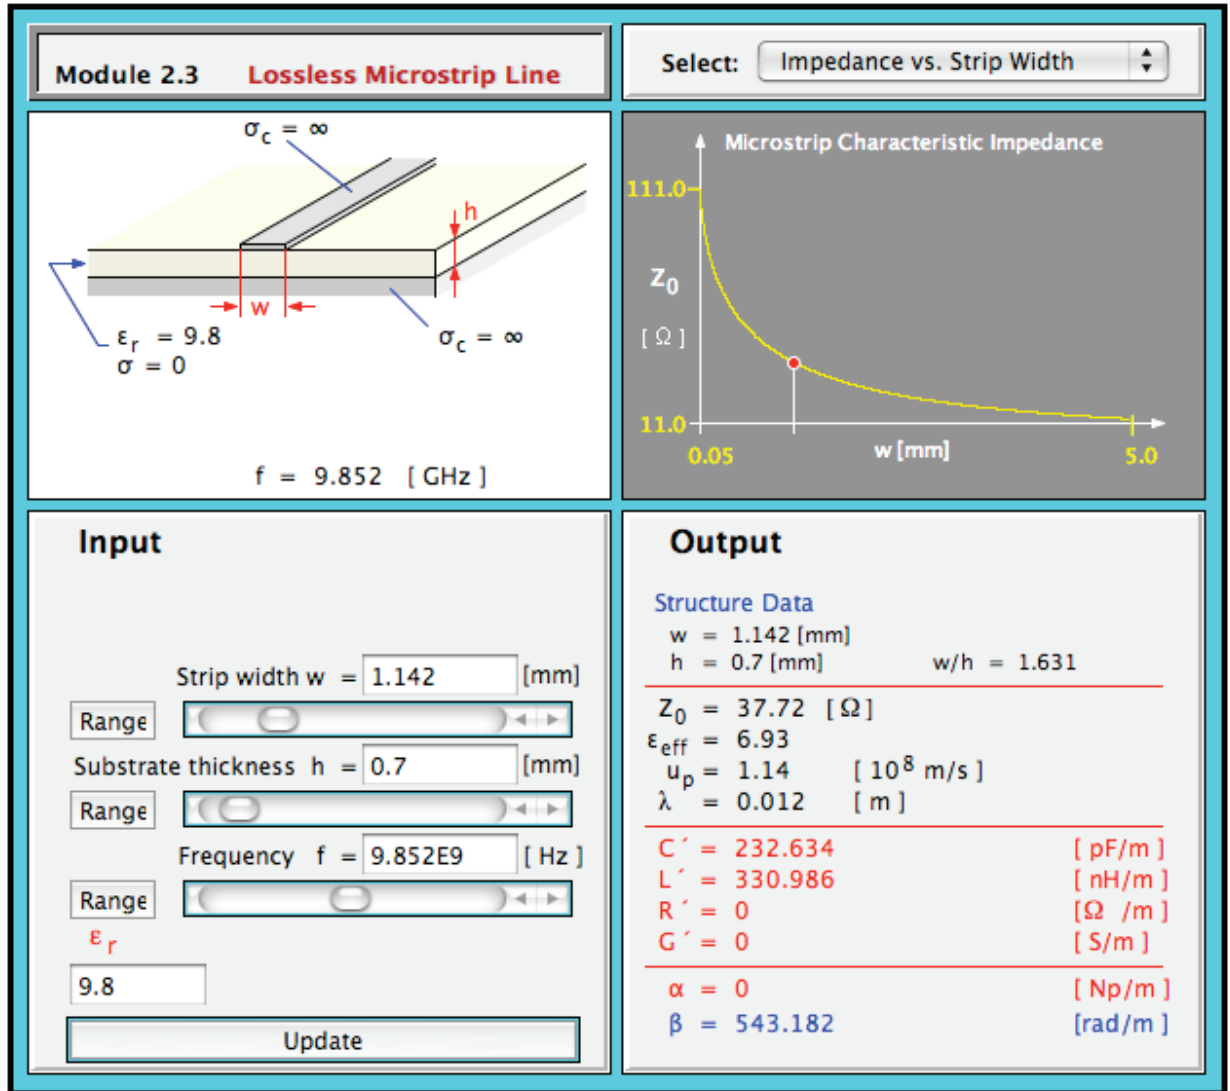 Module 2.3 Lossless Microstrip Line
Select: Impedance vs. Strip Width
σc = ∞
h
w
εr = 9.8
σ = 0
σc = ∞
f = 9.852 [ GHz ]
Microstrip Characteristic Impedance
111.0
Z0
[ Ω ]
11.0
0.05
w [mm]
5.0
Input
Strip width w = 1.142 [mm]
Range
Substrate thickness h = 0.7 [mm]
Range
Frequency f = 9.852E9 [ Hz ]
Range
εr
9.8
Update
Output
Structure Data
w = 1.142 [mm]
h = 0.7 [mm] w/h = 1.631
Z0 = 37.72 [ Ω ]
εeff = 6.93
up = 1.14 [ 10^8 m/s ]
λ = 0.012 [ m ]
C´ = 232.634 [ pF/m ]
L´ = 330.986 [ nH/m ]
R´ = 0 [Ω /m ]
G´ = 0 [ S/m ]
α = 0 [ Np/m ]
β = 543.182 [rad/m ]